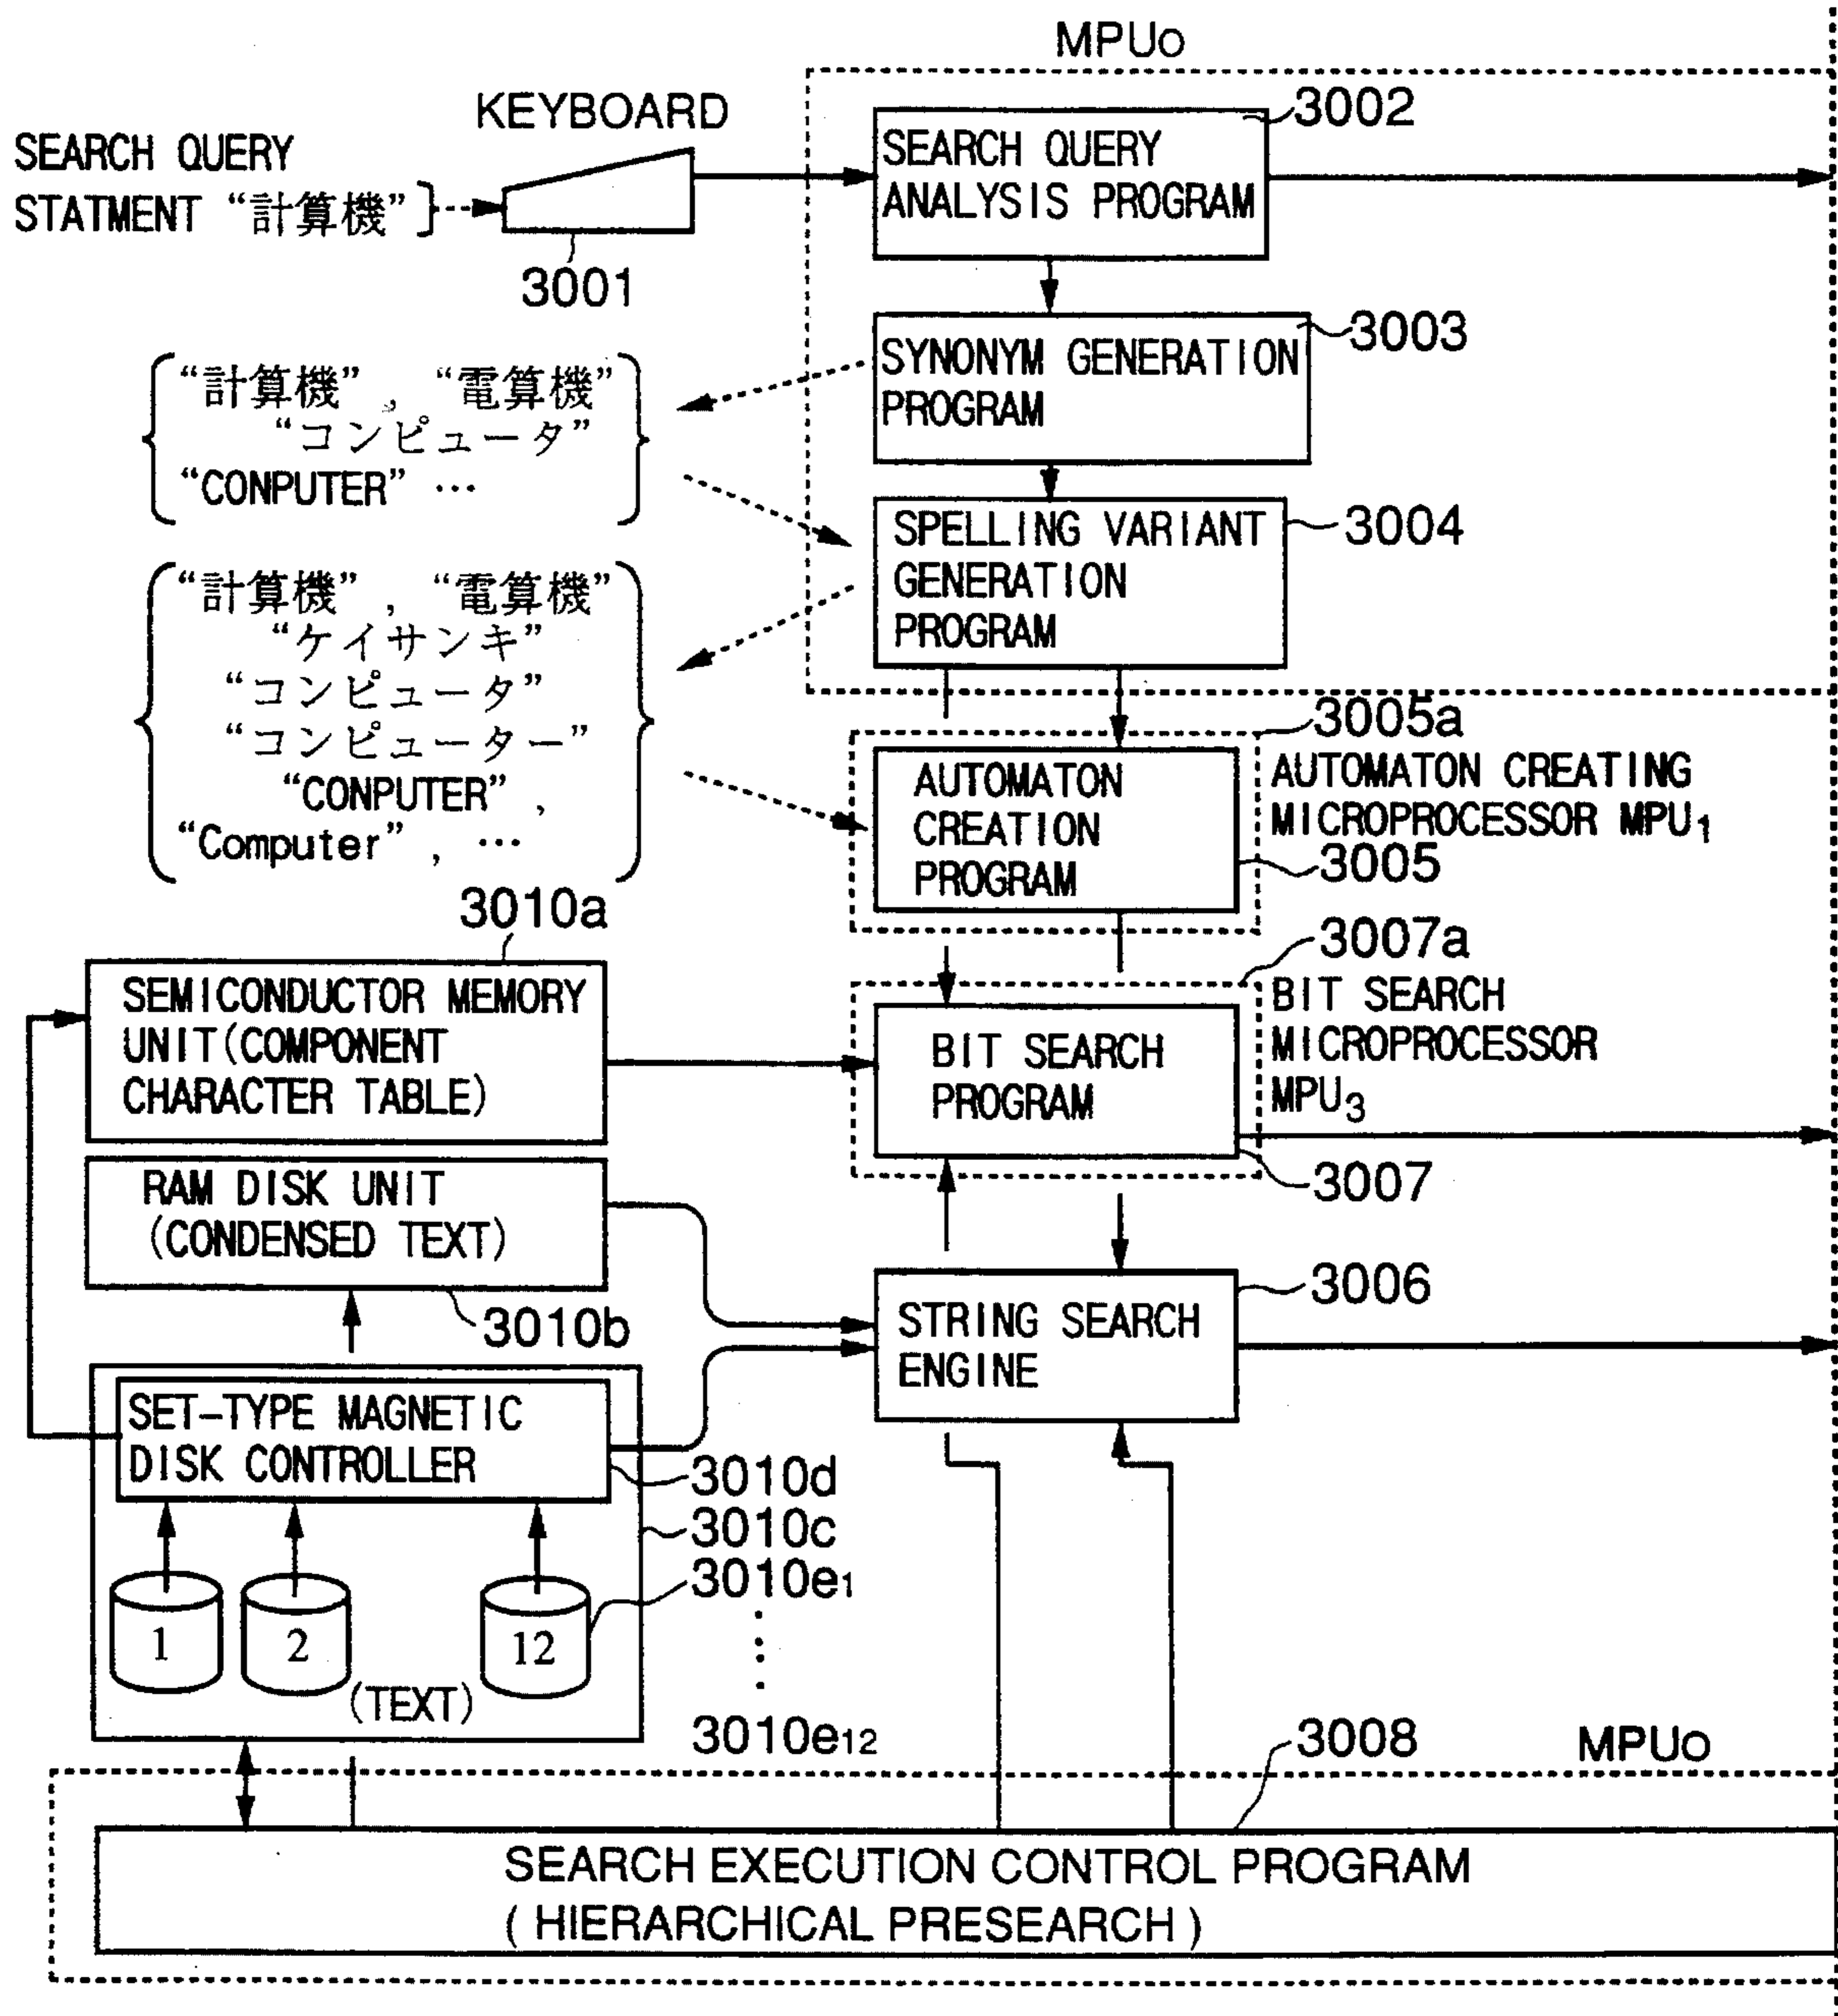 MPU0
KEYBOARD
3002
SEARCH QUERY
STATMENT “計算機”
SEARCH QUERY
ANALYSIS PROGRAM
3001
3003
“計算機”, “電算機”
“コンピュータ”
“CONPUTER” …
SYNONYM GENERATION
PROGRAM
3004
SPELLING VARIANT
GENERATION
PROGRAM
“計算機”, “電算機”
“ケイサンキ”
“コンピュータ”
“コンピューター”
“CONPUTER”,
“Computer”, …
3005a
AUTOMATON
CREATION
PROGRAM
AUTOMATON CREATING
MICROPROCESSOR MPU1
3005
3010a
3007a
SEMICONDUCTOR MEMORY
UNIT(COMPONENT
CHARACTER TABLE)
BIT SEARCH
PROGRAM
BIT SEARCH
MICROPROCESSOR
MPU3
3007
RAM DISK UNIT
(CONDENSED TEXT)
3010b
3006
STRING SEARCH
ENGINE
SET-TYPE MAGNETIC
DISK CONTROLLER
3010d
3010c
3010e1
1
2
12
(TEXT)
3010e12
3008
MPU0
SEARCH EXECUTION CONTROL PROGRAM
( HIERARCHICAL PRESEARCH )